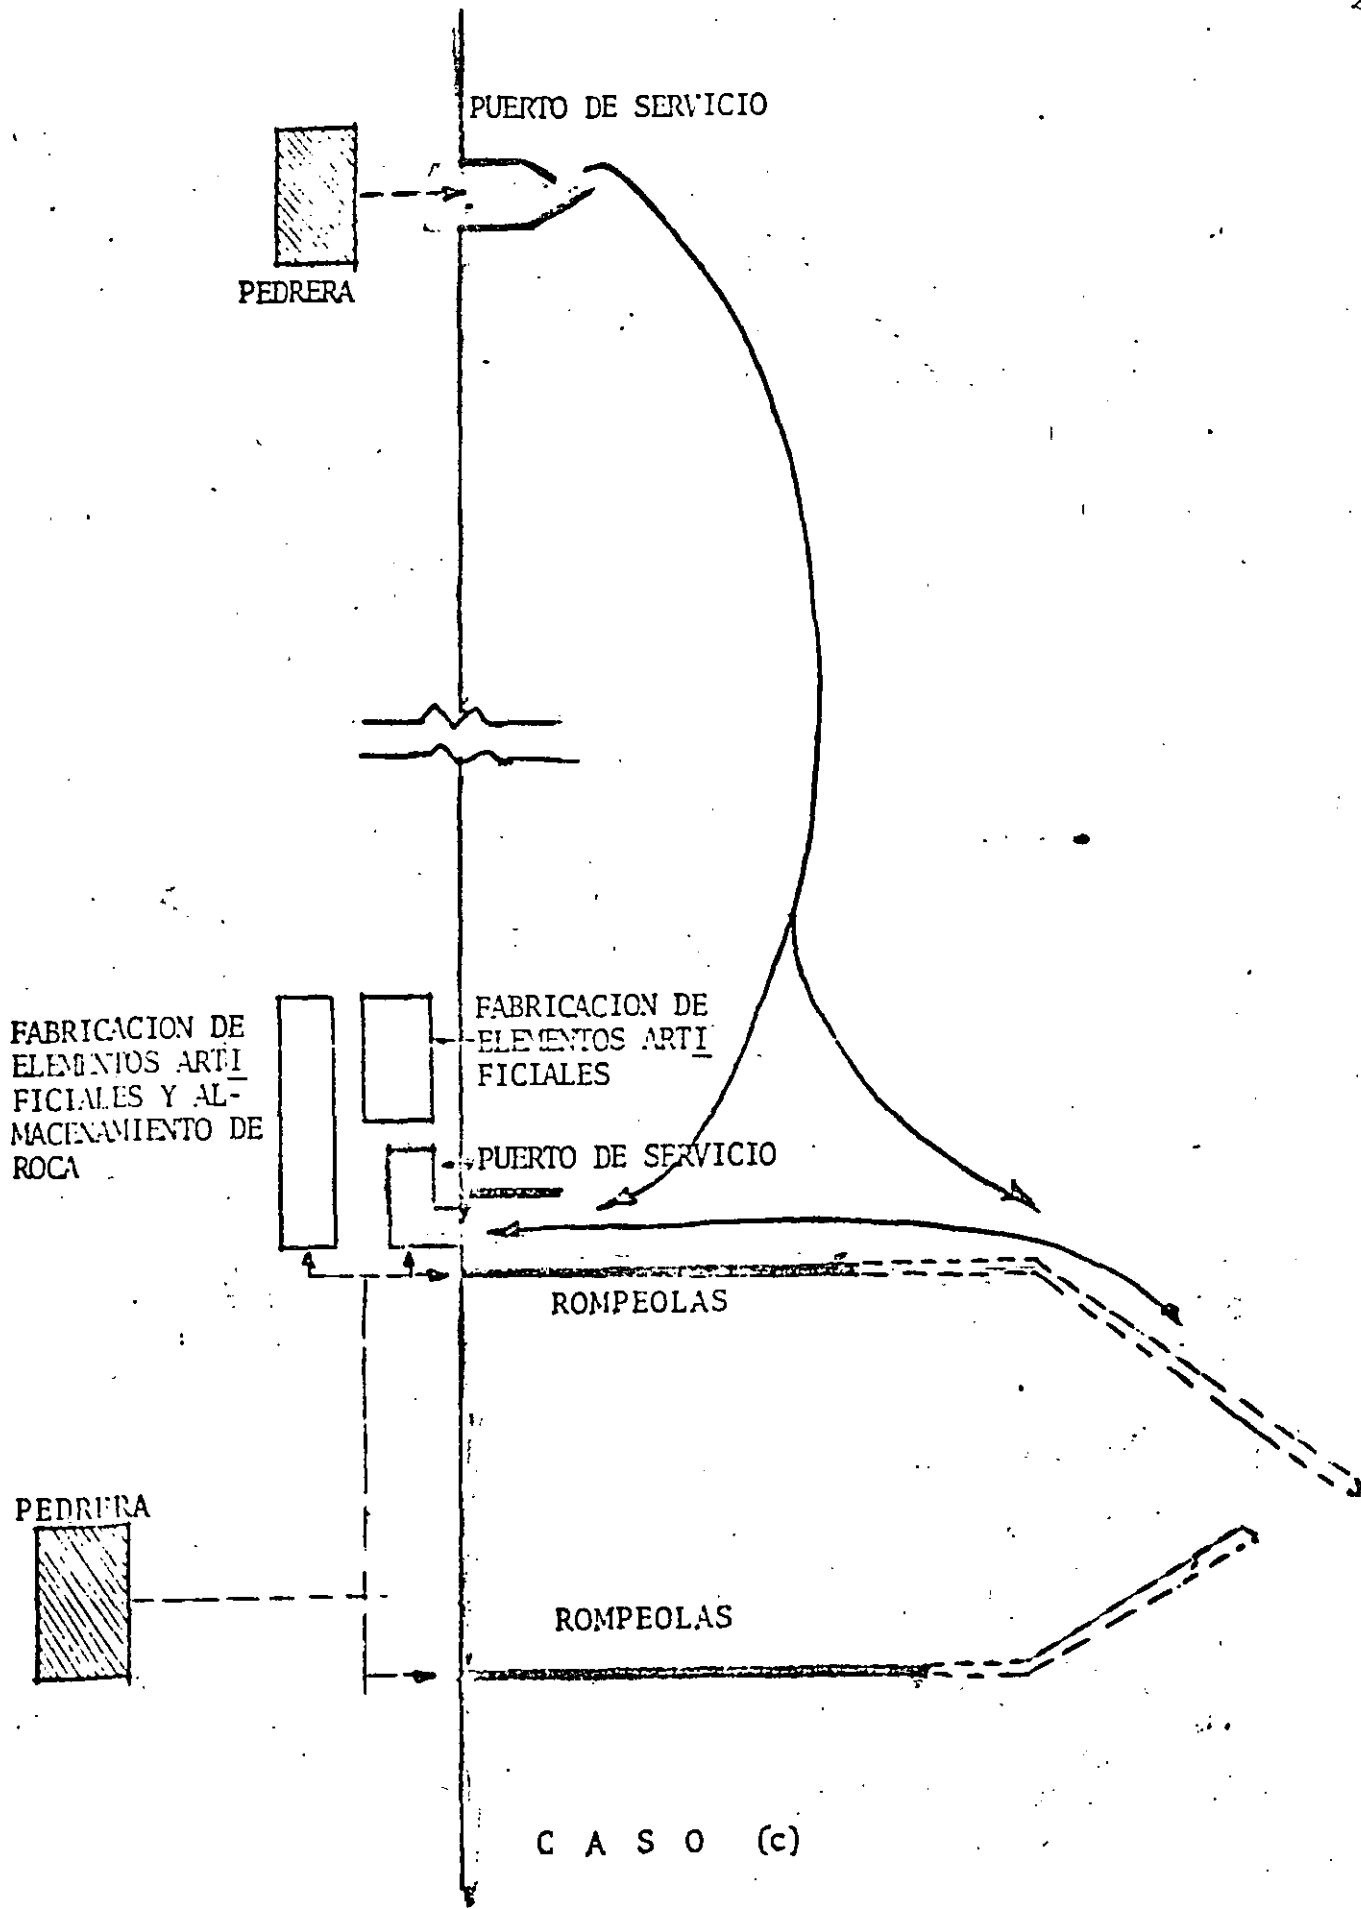 PUERTO DE SERVICIO
PEDRERA
FABRICACION DE
ELEMENTOS ARTI
FICIALES Y AL-
MACENAMIENTO DE
ROCA
FABRICACION DE
ELEMENTOS ARTI
FICIALES
PUERTO DE SERVICIO
ROMPEOLAS
PEDRERA
ROMPEOLAS
C A S O (c)